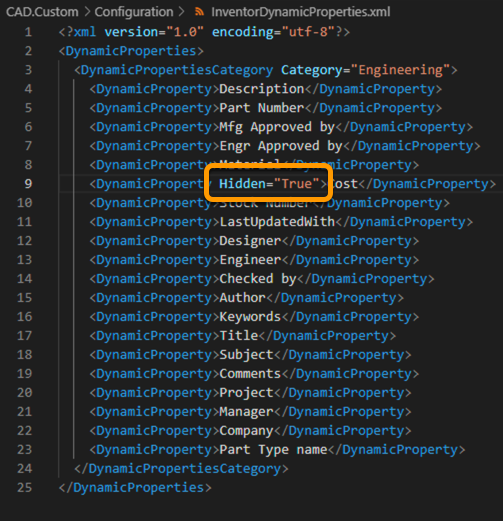 CAD.Custom > Configuration > InventorDynamicProperties.xml
1 <?xml version="1.0" encoding="utf-8"?>
2 <DynamicProperties>
3 <DynamicPropertiesCategory Category="Engineering">
4 <DynamicProperty>Description</DynamicProperty>
5 <DynamicProperty>Part Number</DynamicProperty>
6 <DynamicProperty>Mfg Approved by</DynamicProperty>
7 <DynamicProperty>Engr Approved by</DynamicProperty>
8 <DynamicProperty>Material</DynamicProperty>
9 <DynamicProperty Hidden="True">Cost</DynamicProperty>
10 <DynamicProperty>Stock Number</DynamicProperty>
11 <DynamicProperty>LastUpdatedWith</DynamicProperty>
12 <DynamicProperty>Designer</DynamicProperty>
13 <DynamicProperty>Engineer</DynamicProperty>
14 <DynamicProperty>Checked by</DynamicProperty>
15 <DynamicProperty>Author</DynamicProperty>
16 <DynamicProperty>Keywords</DynamicProperty>
17 <DynamicProperty>Title</DynamicProperty>
18 <DynamicProperty>Subject</DynamicProperty>
19 <DynamicProperty>Comments</DynamicProperty>
20 <DynamicProperty>Project</DynamicProperty>
21 <DynamicProperty>Manager</DynamicProperty>
22 <DynamicProperty>Company</DynamicProperty>
23 <DynamicProperty>Part Type name</DynamicProperty>
24 </DynamicPropertiesCategory>
25 </DynamicProperties>